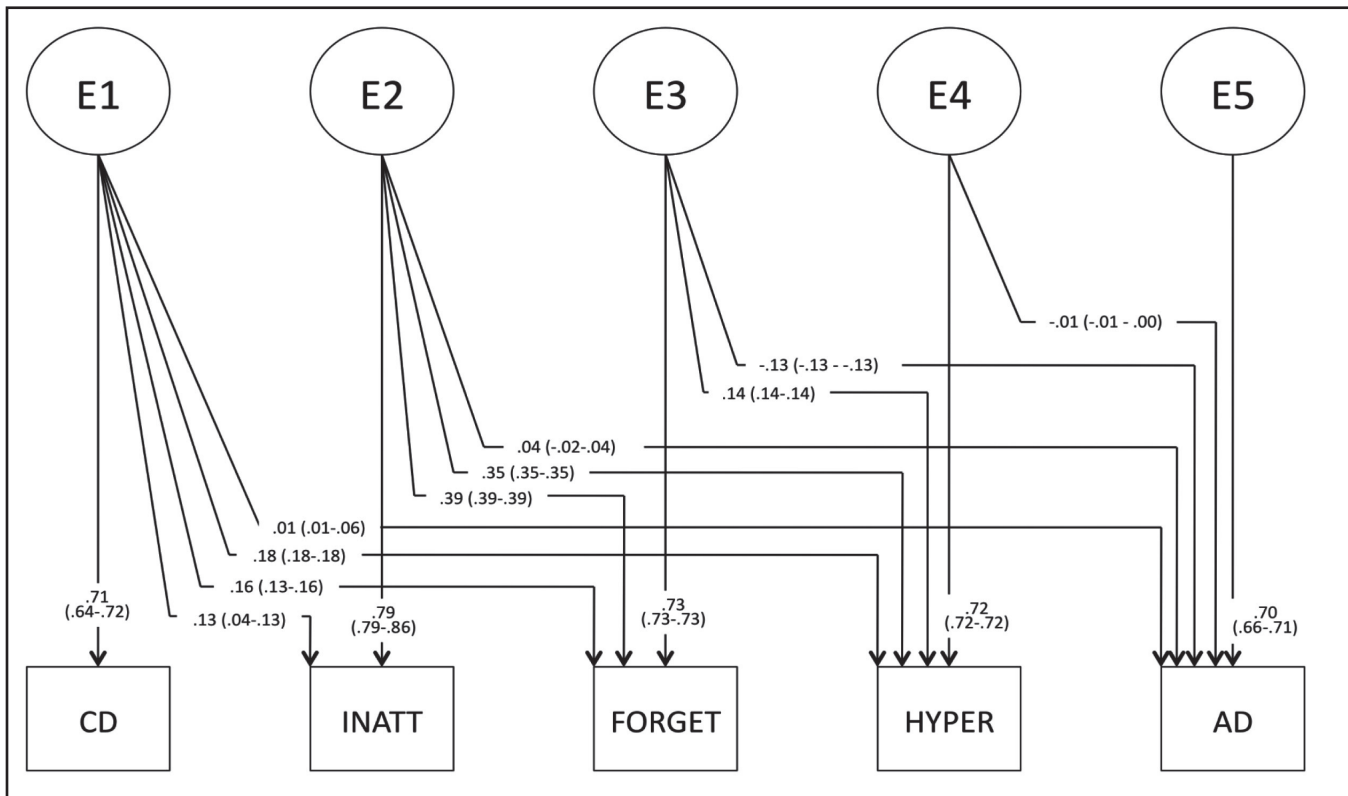 E1
E2
E3
E4
E5
-.01 (-.01 - .00)
-.13 (-.13 - -.13)
.14 (.14-.14)
.04 (-.02-.04)
.35 (.35-.35)
.39 (.39-.39)
.01 (.01-.06)
.18 (.18-.18)
.16 (.13-.16)
.13 (.04-.13)
.71
(.64-.72)
.79
(.79-.86)
.73
(.73-.73)
.72
(.72-.72)
.70
(.66-.71)
CD
INATT
FORGET
HYPER
AD